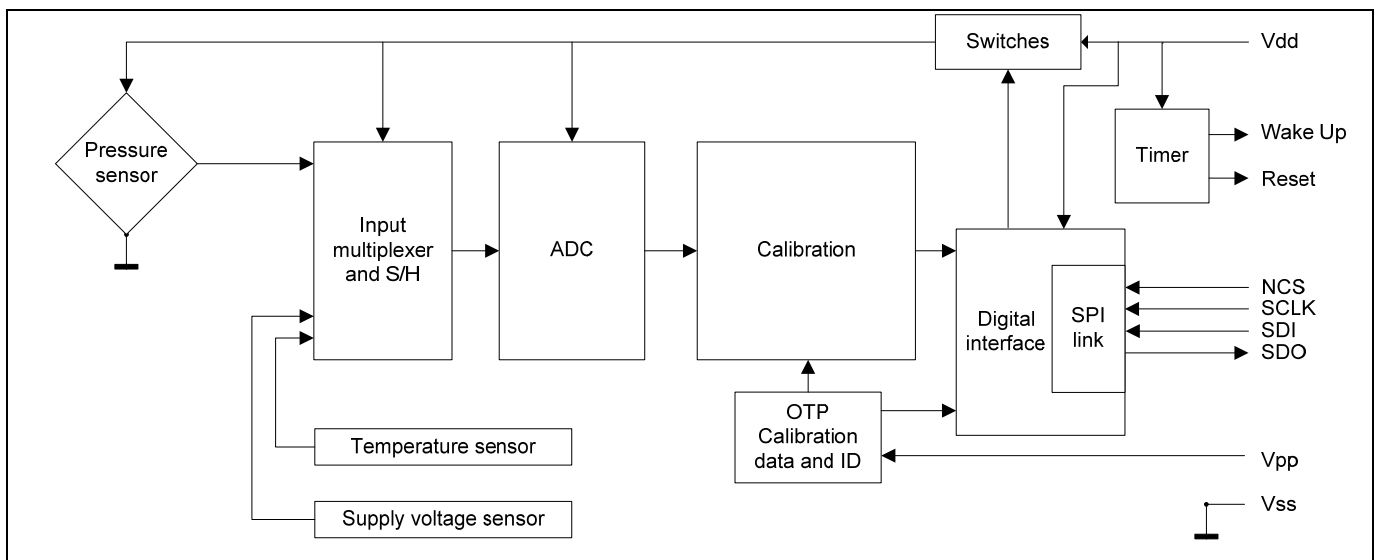 Switches
Vdd
Pressure
sensor
Timer
Wake Up
Reset
Input
multiplexer
and S/H
ADC
Calibration
Digital
interface
SPI
link
NCS
SCLK
SDI
SDO
OTP
Calibration
data and ID
Temperature sensor
Vpp
Supply voltage sensor
Vss